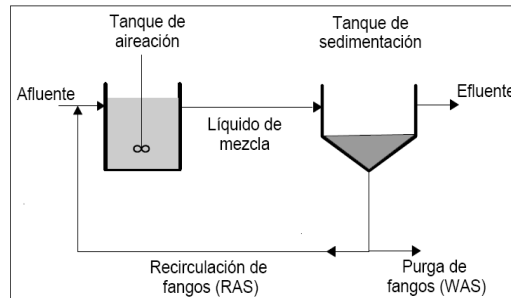 Tanque de
aireación
Tanque de
sedimentación
Afluente
Efluente
Líquido de
mezcla
Recirculación de
fangos (RAS)
Purga de
fangos (WAS)